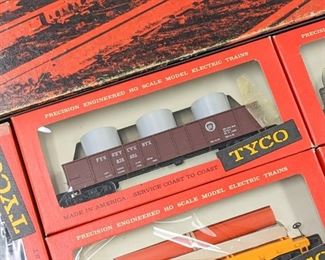 PRECISION ENGINEERED HO SCALE MODEL ELECTRIC TRAINS
TYCO
MADE IN AMERICA - SERVICE COAST TO COAST
PRECISION ENGINEERED HO SCALE MODEL ELECTRIC TRAINS
TYCO
TYCO